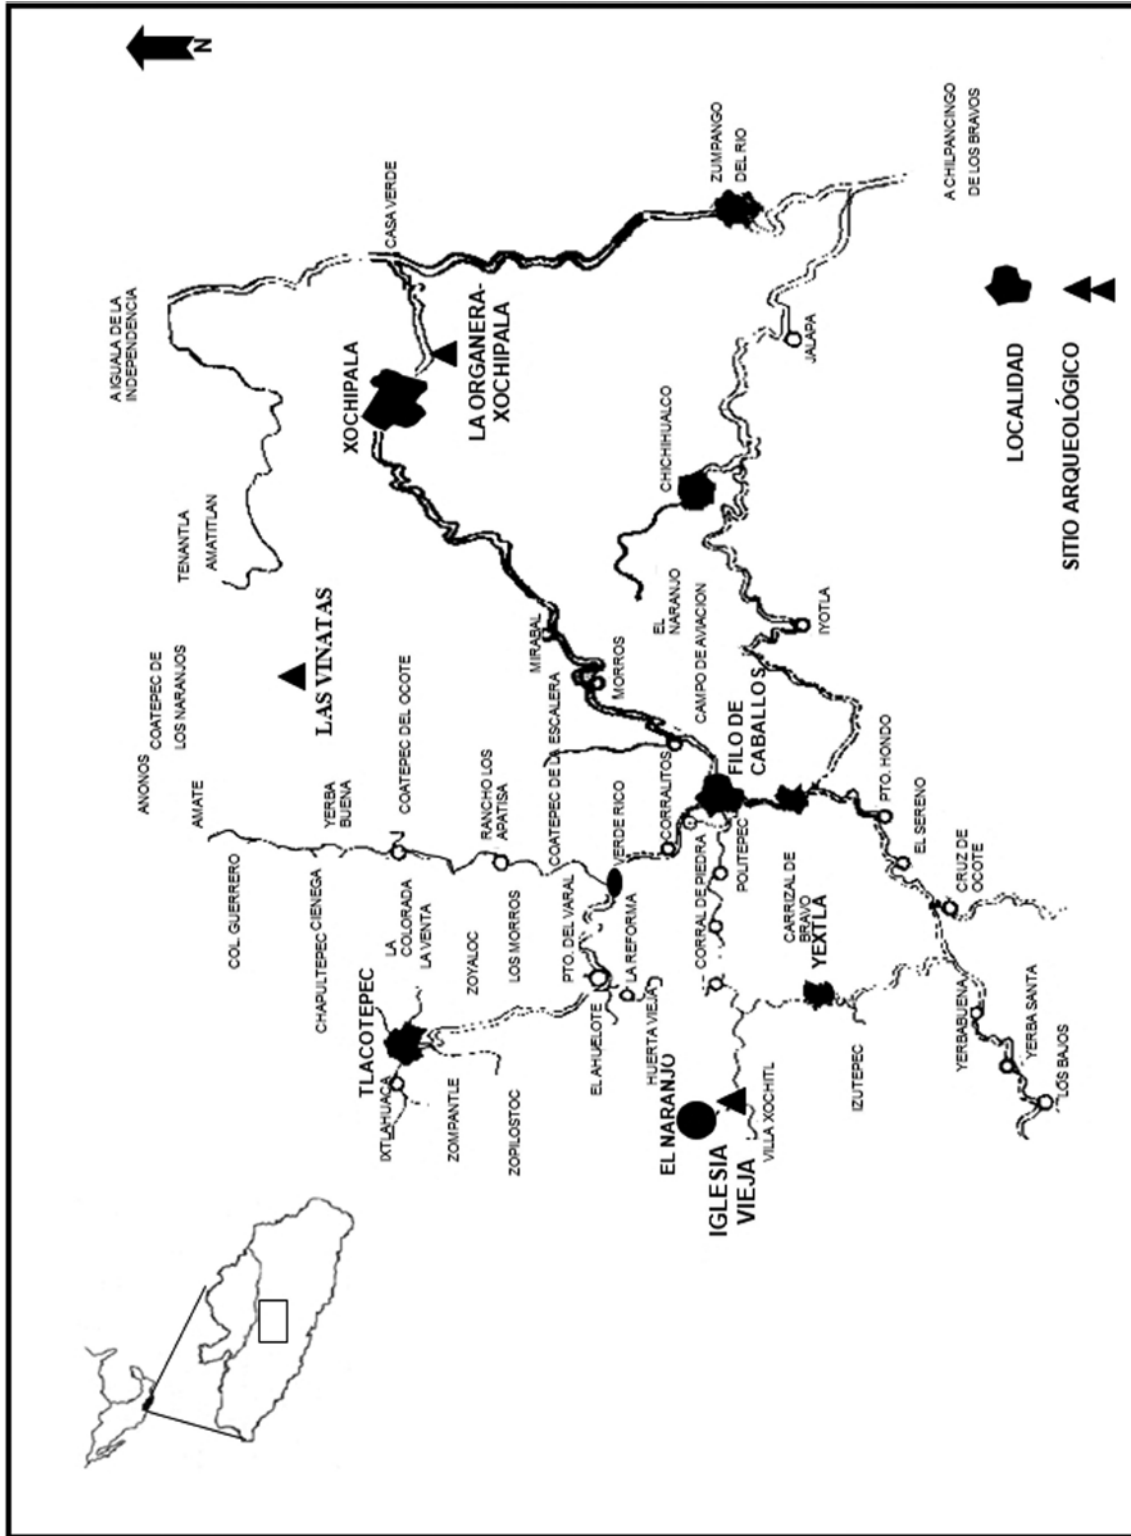 N
A IGUALA DE LA
INDEPENDENCIA
CASA VERDE
ZUMPANGO
DEL RIO
A CHILPANCINGO
DE LOS BRAVOS
XOCHIPALA
LA ORGANERA-
XOCHIPALA
JALAPA
LOCALIDAD
SITIO ARQUEOLÓGICO
TENANTLA
AMATITLAN
CHICHIHUALCO
EL
NARANJO
IYOTLA
LAS VINATAS
MIRABAL
MORROS
CAMPO DE AVIACION
ANONOS
COATEPEC DE
LOS NARANJOS
AMATE
YERBA
BUENA
COATEPEC DEL OCOTE
RANCHO LOS
APATISA
COATEPEC DE LA ESCALERA
VERDE RICO
CORRALITOS
FILO DE
CABALLOS
PTO. HONDO
EL SERENO
CRUZ DE
OCOTE
COL. GUERRERO
CIENEGA
CHAPULTEPEC
LA
COLORADA
LA VENTA
ZOYALOC
LOS MORROS
PTO. DEL VARAL
LA REFORMA
CORRAL DE PIEDRA
POLITEPEC
CARRIZAL DE
BRAVO
YEXTLA
TLACOTEPEC
IXTLAHUACA
ZOMPANTLE
ZOPILOSTOC
EL AHUELOTE
HUERTA VIEJA
EL NARANJO
IGLESIA
VIEJA
VILLA XOCHITL
IZUTEPEC
YERBABUENA
YERBA SANTA
LOS BAJOS